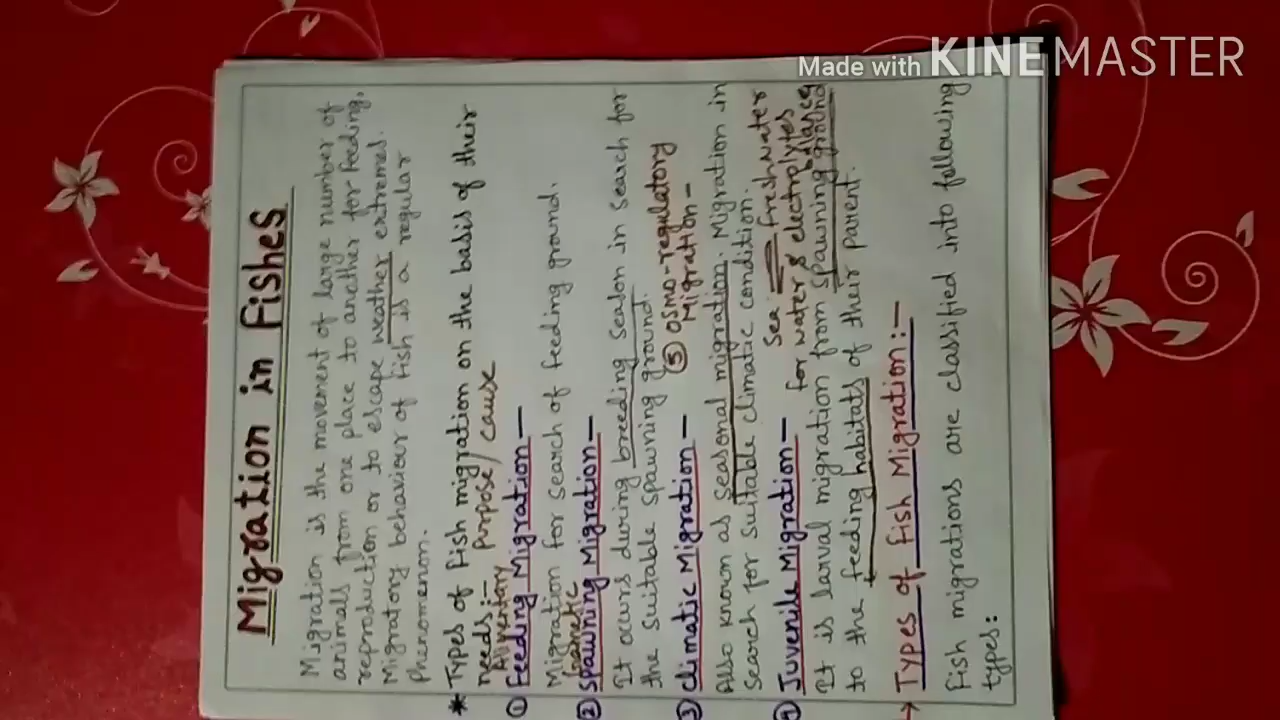 Made with KINEMASTER
Migration in Fishes
Migration is the movement of large number of
animals from one place to another for feeding,
reproduction or to escape weather extremes.
Migratory behaviour of fish is a regular
phenomenon.
* Types of Fish migration on the basis of their
needs:- purpose/cause
Alimentary
① Feeding Migration —
Migration for search of feeding ground.
Gametic
② Spawning Migration —
It occurs during breeding season in search for
the suitable spawning ground.
⑤ Osmo-regulatory
Migration -
③ Climatic Migration —
Also known as seasonal migration. Migration in
search for suitable climatic condition.
Sea freshwater
for water & electrolytes
balance
④ Juvenile Migration —
It is larval migration from spawning ground
to the feeding habitats of their parent.
→ Types of Fish Migration:—
Fish migrations are classified into following
types: